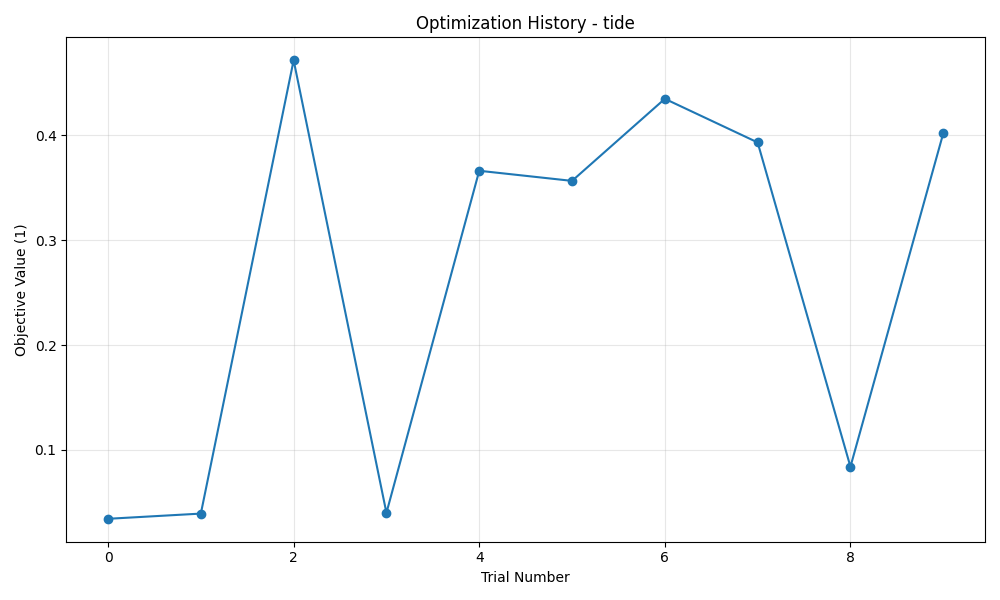 Optimization History - tide
Objective Value (1)
0.4
0.3
0.2
0.1
0 2 4 6 8
Trial Number